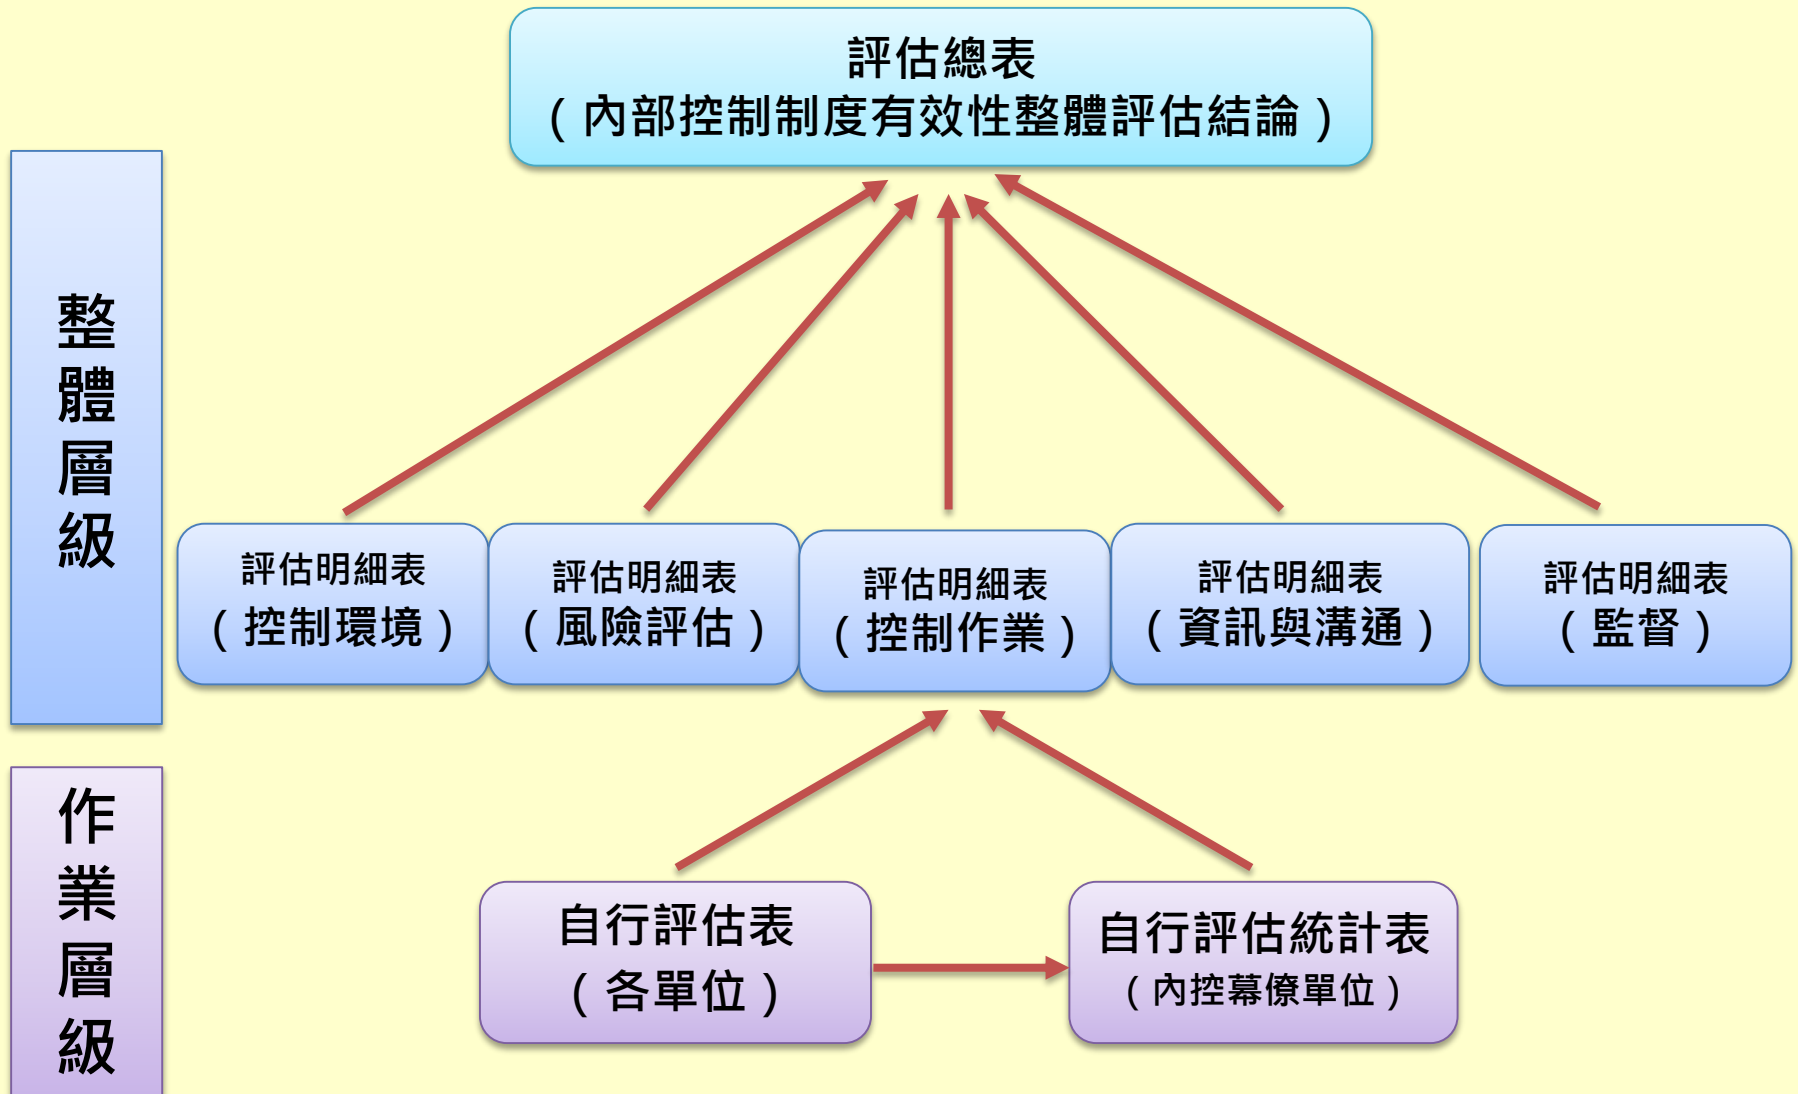 評估總表
（內部控制制度有效性整體評估結論）
整
體
層
級
評估明細表
（控制環境）
評估明細表
（風險評估）
評估明細表
（控制作業）
評估明細表
（資訊與溝通）
評估明細表
（監督）
作
業
層
級
自行評估表
（各單位）
自行評估統計表
（內控幕僚單位）